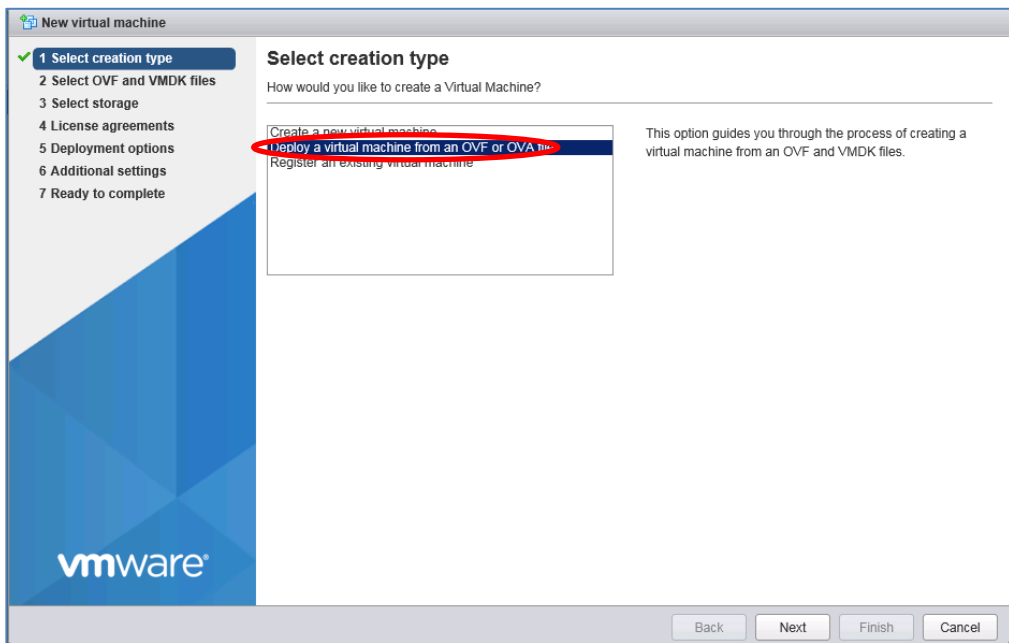 New virtual machine
1 Select creation type
2 Select OVF and VMDK files
3 Select storage
4 License agreements
5 Deployment options
6 Additional settings
7 Ready to complete
vmware®
Select creation type
How would you like to create a Virtual Machine?
Create a new virtual machine
Deploy a virtual machine from an OVF or OVA file
Register an existing virtual machine
This option guides you through the process of creating a
virtual machine from an OVF and VMDK files.
Back
Next
Finish
Cancel